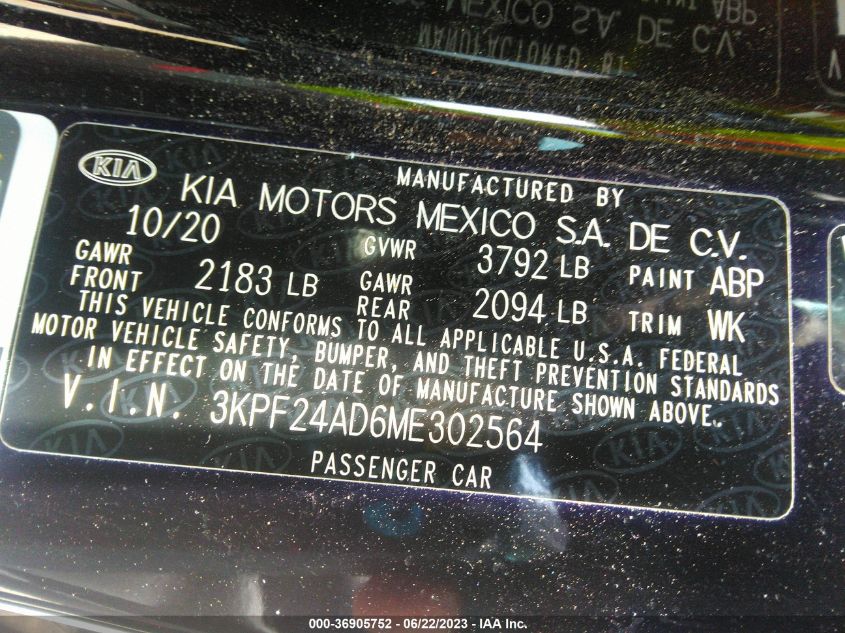 KIA
MANUFACTURED BY
KIA MOTORS MEXICO S.A. DE C.V.
10/20
GVWR 3792 LB PAINT ABP
GAWR FRONT 2183 LB GAWR REAR 2094 LB TRIM WK
THIS VEHICLE CONFORMS TO ALL APPLICABLE U.S.A. FEDERAL
MOTOR VEHICLE SAFETY, BUMPER, AND THEFT PREVENTION STANDARDS
IN EFFECT ON THE DATE OF MANUFACTURE SHOWN ABOVE.
V.I.N. 3KPF24AD6ME302564
PASSENGER CAR
000-36905752 - 06/22/2023 - IAA Inc.